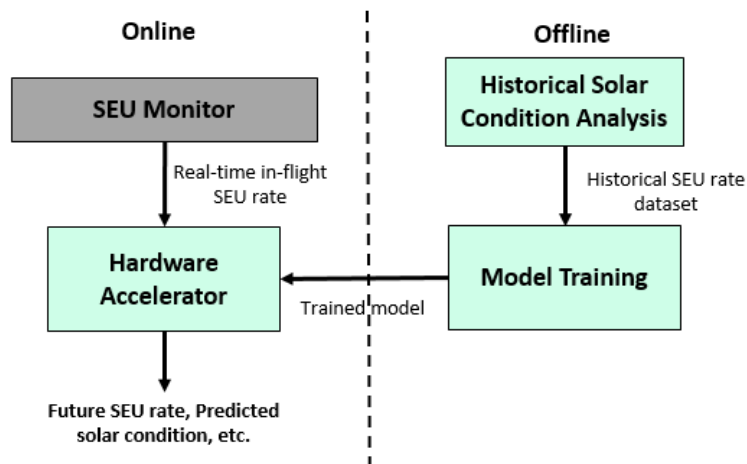 Online
Offline
SEU Monitor
Historical Solar
Condition Analysis
Real-time in-flight
SEU rate
Historical SEU rate
dataset
Hardware
Accelerator
Model Training
Trained model
Future SEU rate, Predicted
solar condition, etc.